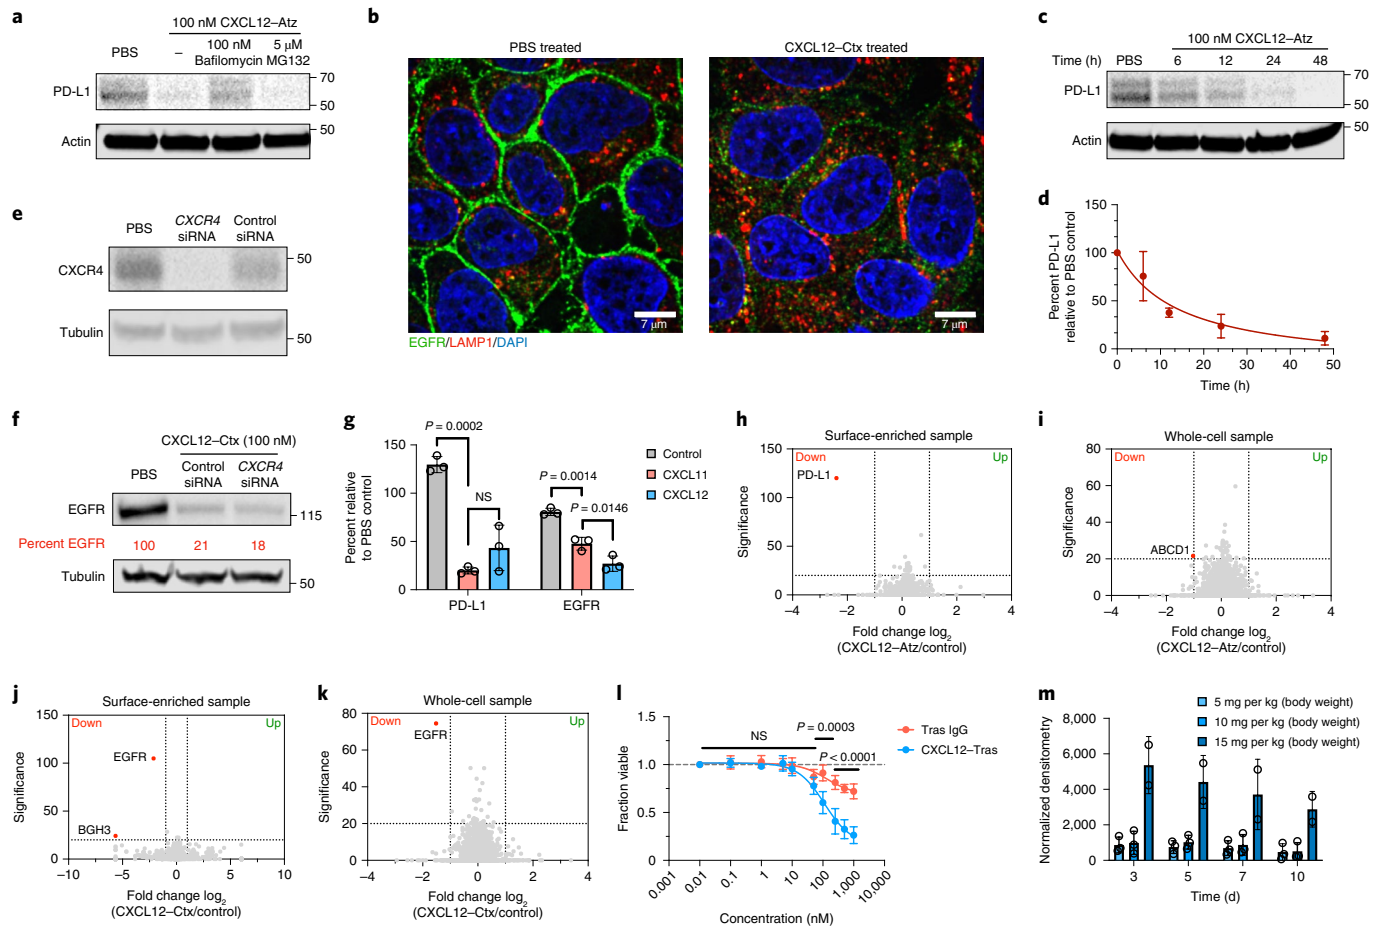 a
100 nM CXCL12–Atz
PBS
–
100 nM
Bafilomycin
5 μM
MG132
PD-L1
70
50
Actin
50
b
PBS treated
CXCL12–Ctx treated
7 μm
7 μm
EGFR/LAMP1/DAPI
c
100 nM CXCL12–Atz
Time (h)
PBS
6
12
24
48
PD-L1
70
50
Actin
50
d
Percent PD-L1
relative to PBS control
150
100
50
0
0
10
20
30
40
50
Time (h)
e
PBS
CXCR4
siRNA
Control
siRNA
CXCR4
50
Tubulin
50
f
CXCL12–Ctx (100 nM)
PBS
Control
siRNA
CXCR4
siRNA
EGFR
115
Percent EGFR
100
21
18
Tubulin
50
g
P = 0.0002
P = 0.0014
P = 0.0146
NS
Percent relative
to PBS control
150
100
50
0
PD-L1
EGFR
Control
CXCL11
CXCL12
h
Surface-enriched sample
Down
Up
PD-L1
Significance
150
100
50
0
–4
–2
0
2
4
Fold change log2
(CXCL12–Atz/control)
i
Whole-cell sample
Down
Up
ABCD1
Significance
80
60
40
20
0
–4
–2
0
2
4
Fold change log2
(CXCL12–Atz/control)
j
Surface-enriched sample
Down
Up
EGFR
BGH3
Significance
150
100
50
0
–10
–5
0
5
10
Fold change log2
(CXCL12–Ctx/control)
k
Whole-cell sample
Down
Up
EGFR
Significance
80
60
40
20
0
–4
–2
0
2
4
Fold change log2
(CXCL12–Ctx/control)
l
NS
P = 0.0003
P < 0.0001
Tras IgG
CXCL12–Tras
Fraction viable
1.5
1.0
0.5
0
0.001
0.01
0.1
1
10
100
1,000
10,000
Concentration (nM)
m
5 mg per kg (body weight)
10 mg per kg (body weight)
15 mg per kg (body weight)
Normalized densitometry
8,000
6,000
4,000
2,000
0
3
5
7
10
Time (d)